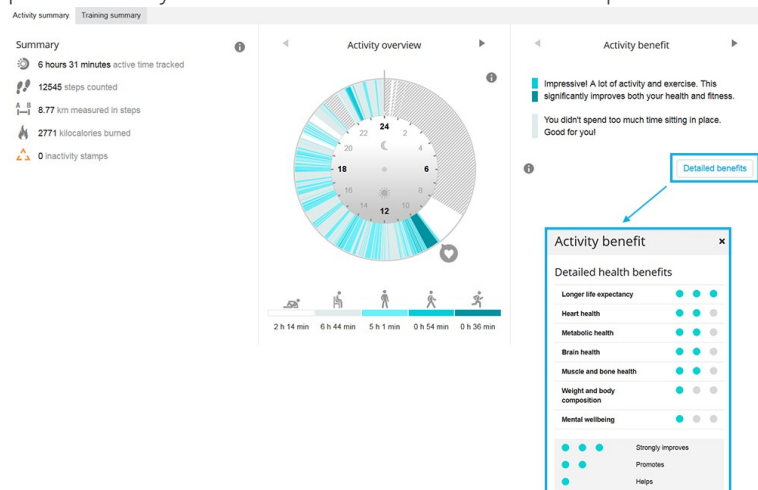 Activity summary
Training summary
Summary
6 hours 31 minutes active time tracked
12545 steps counted
A B
8.77 km measured in steps
2771 kilocalories burned
0 inactivity stamps
Activity overview
24
22
2
20
4
18
6
16
8
14
10
12
2 h 14 min
6 h 44 min
5 h 1 min
0 h 54 min
0 h 36 min
Activity benefit
Impressive! A lot of activity and exercise. This
significantly improves both your health and fitness.
You didn't spend too much time sitting in place.
Good for you!
Detailed benefits
Activity benefit
×
Detailed health benefits
Longer life expectancy
Heart health
Metabolic health
Brain health
Muscle and bone health
Weight and body
composition
Mental wellbeing
Strongly improves
Promotes
Helps